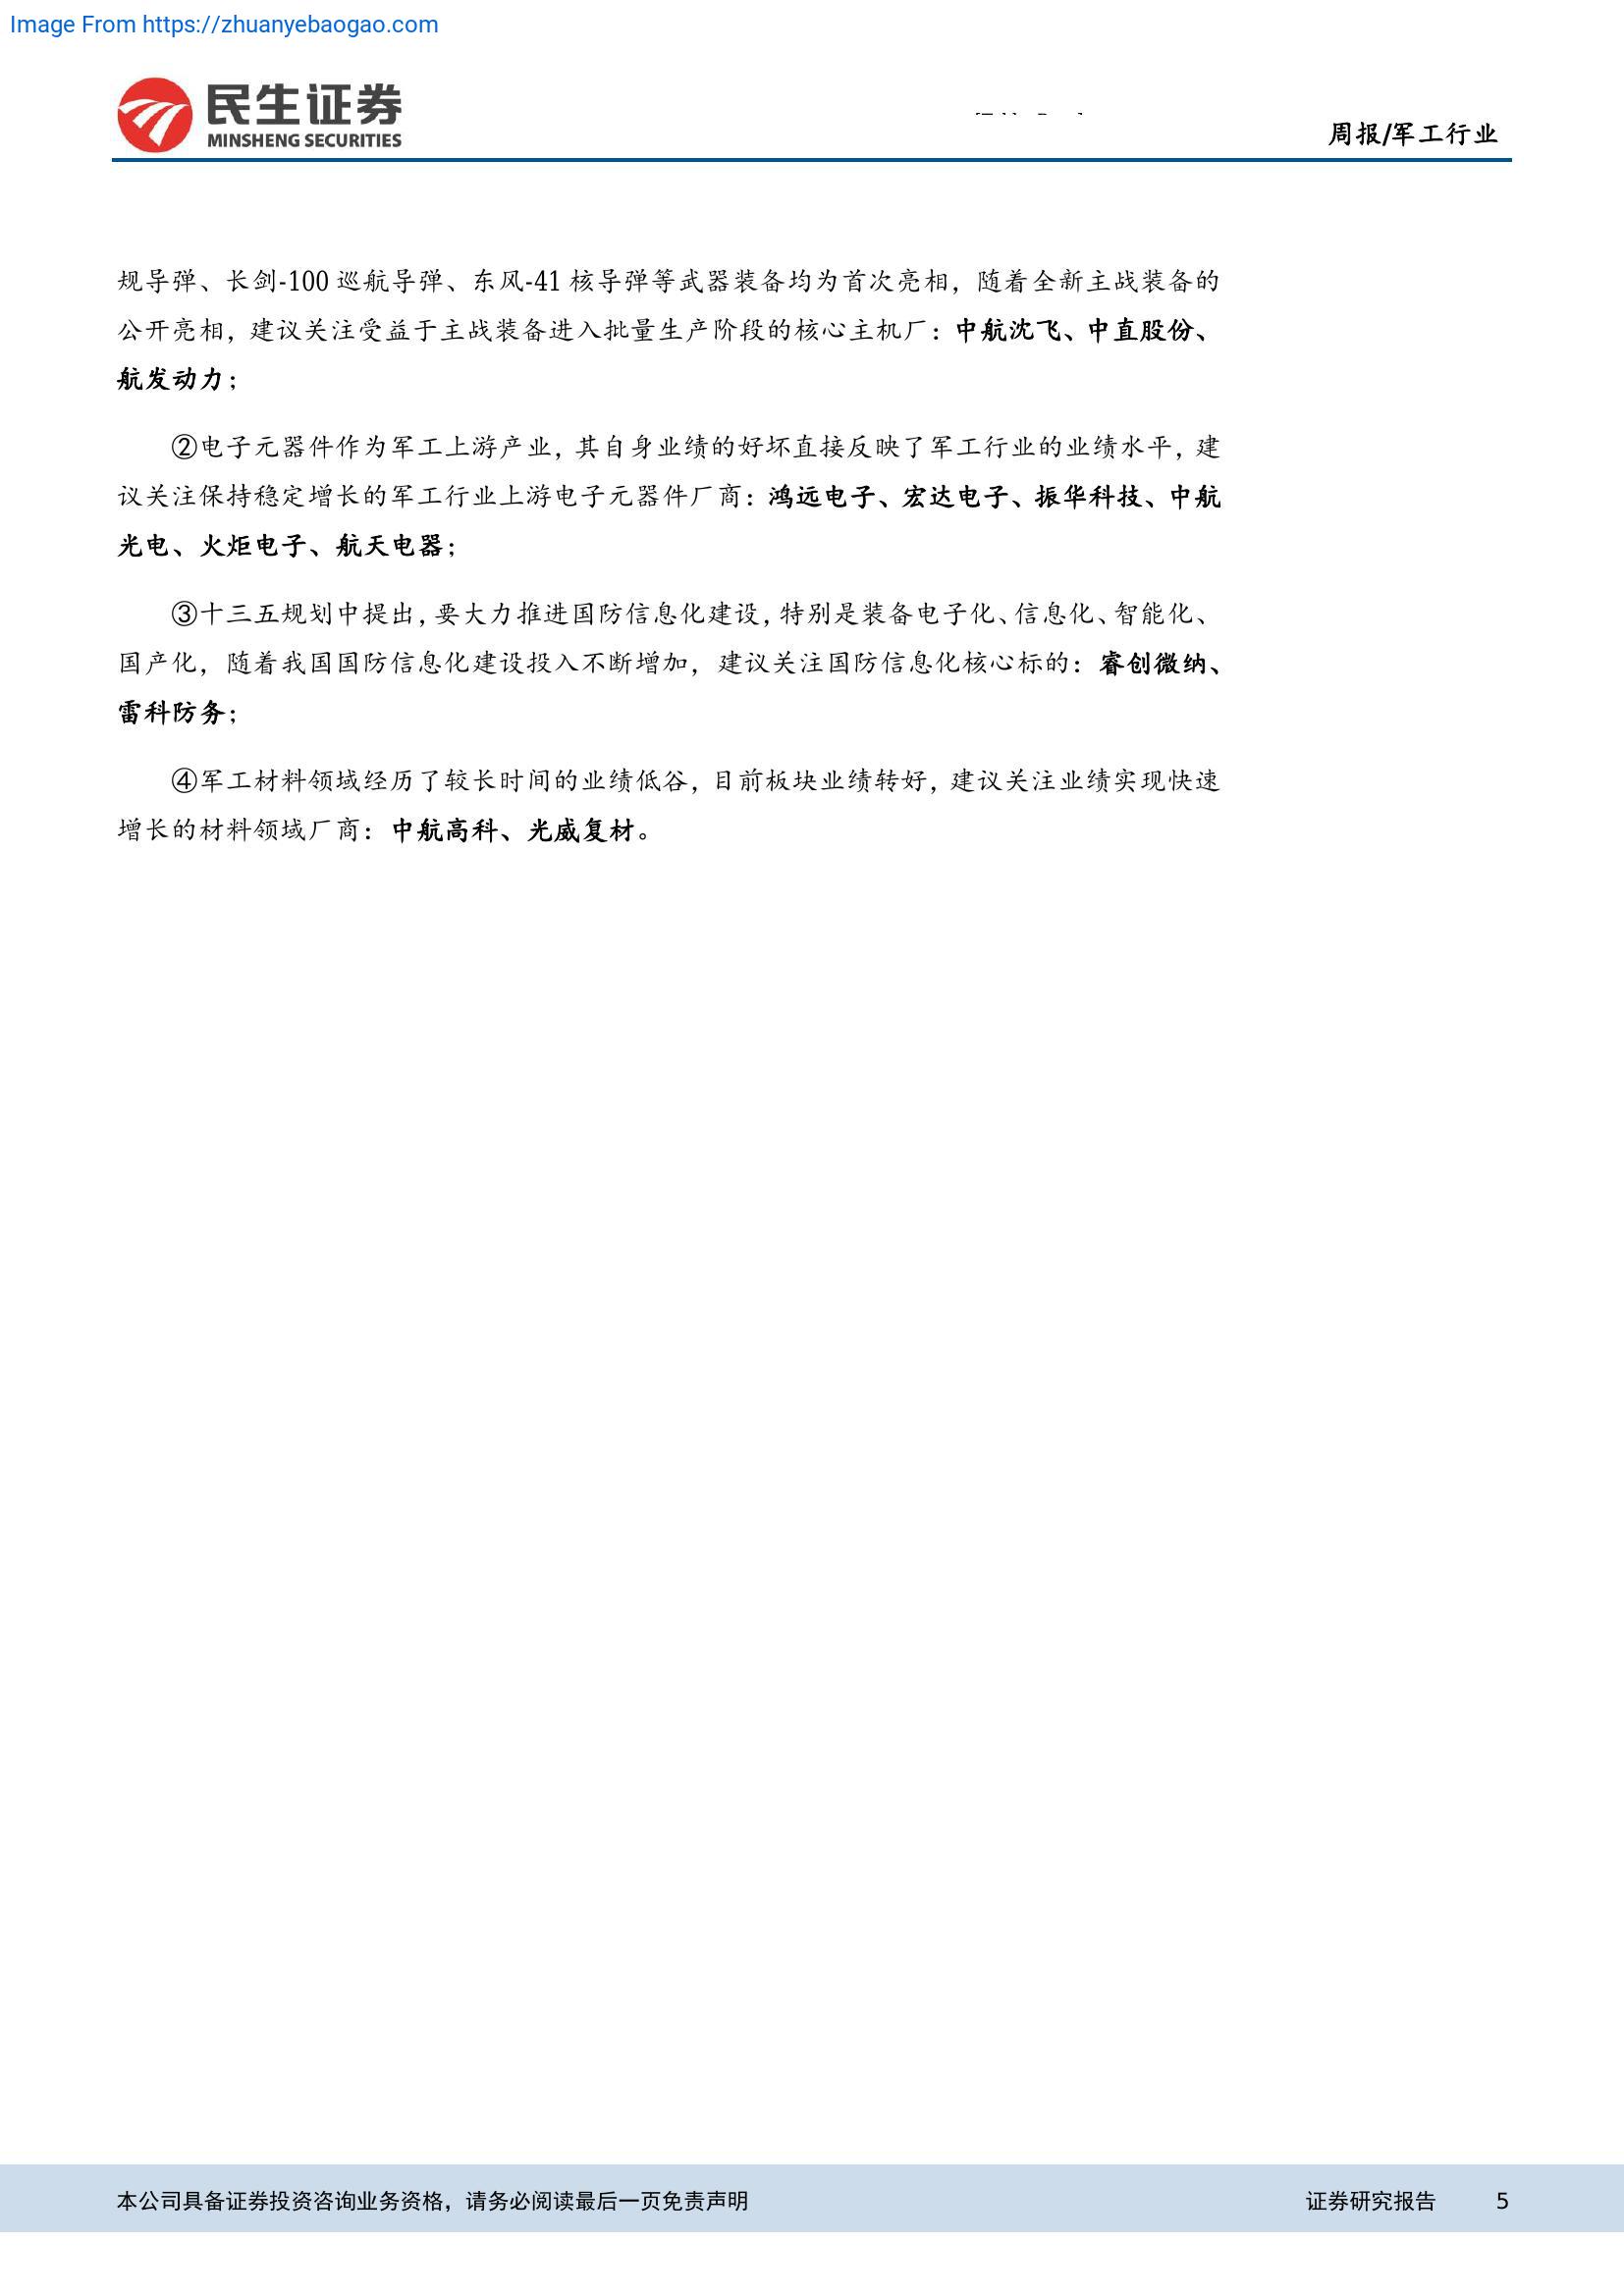 Image From https://zhuanyebaogao.com
民生证券
MINSHENG SECURITIES
周报/军工行业
规导弹、长剑-100 巡航导弹、东风-41 核导弹等武器装备均为首次亮相，随着全新主战装备的
公开亮相，建议关注受益于主战装备进入批量生产阶段的核心主机厂：中航沈飞、中直股份、
航发动力；
②电子元器件作为军工上游产业，其自身业绩的好坏直接反映了军工行业的业绩水平，建
议关注保持稳定增长的军工行业上游电子元器件厂商：鸿远电子、宏达电子、振华科技、中航
光电、火炬电子、航天电器；
③十三五规划中提出，要大力推进国防信息化建设，特别是装备电子化、信息化、智能化、
国产化，随着我国国防信息化建设投入不断增加，建议关注国防信息化核心标的：睿创微纳、
雷科防务；
④军工材料领域经历了较长时间的业绩低谷，目前板块业绩转好，建议关注业绩实现快速
增长的材料领域厂商：中航高科、光威复材。
本公司具备证券投资咨询业务资格，请务必阅读最后一页免责声明
证券研究报告 5